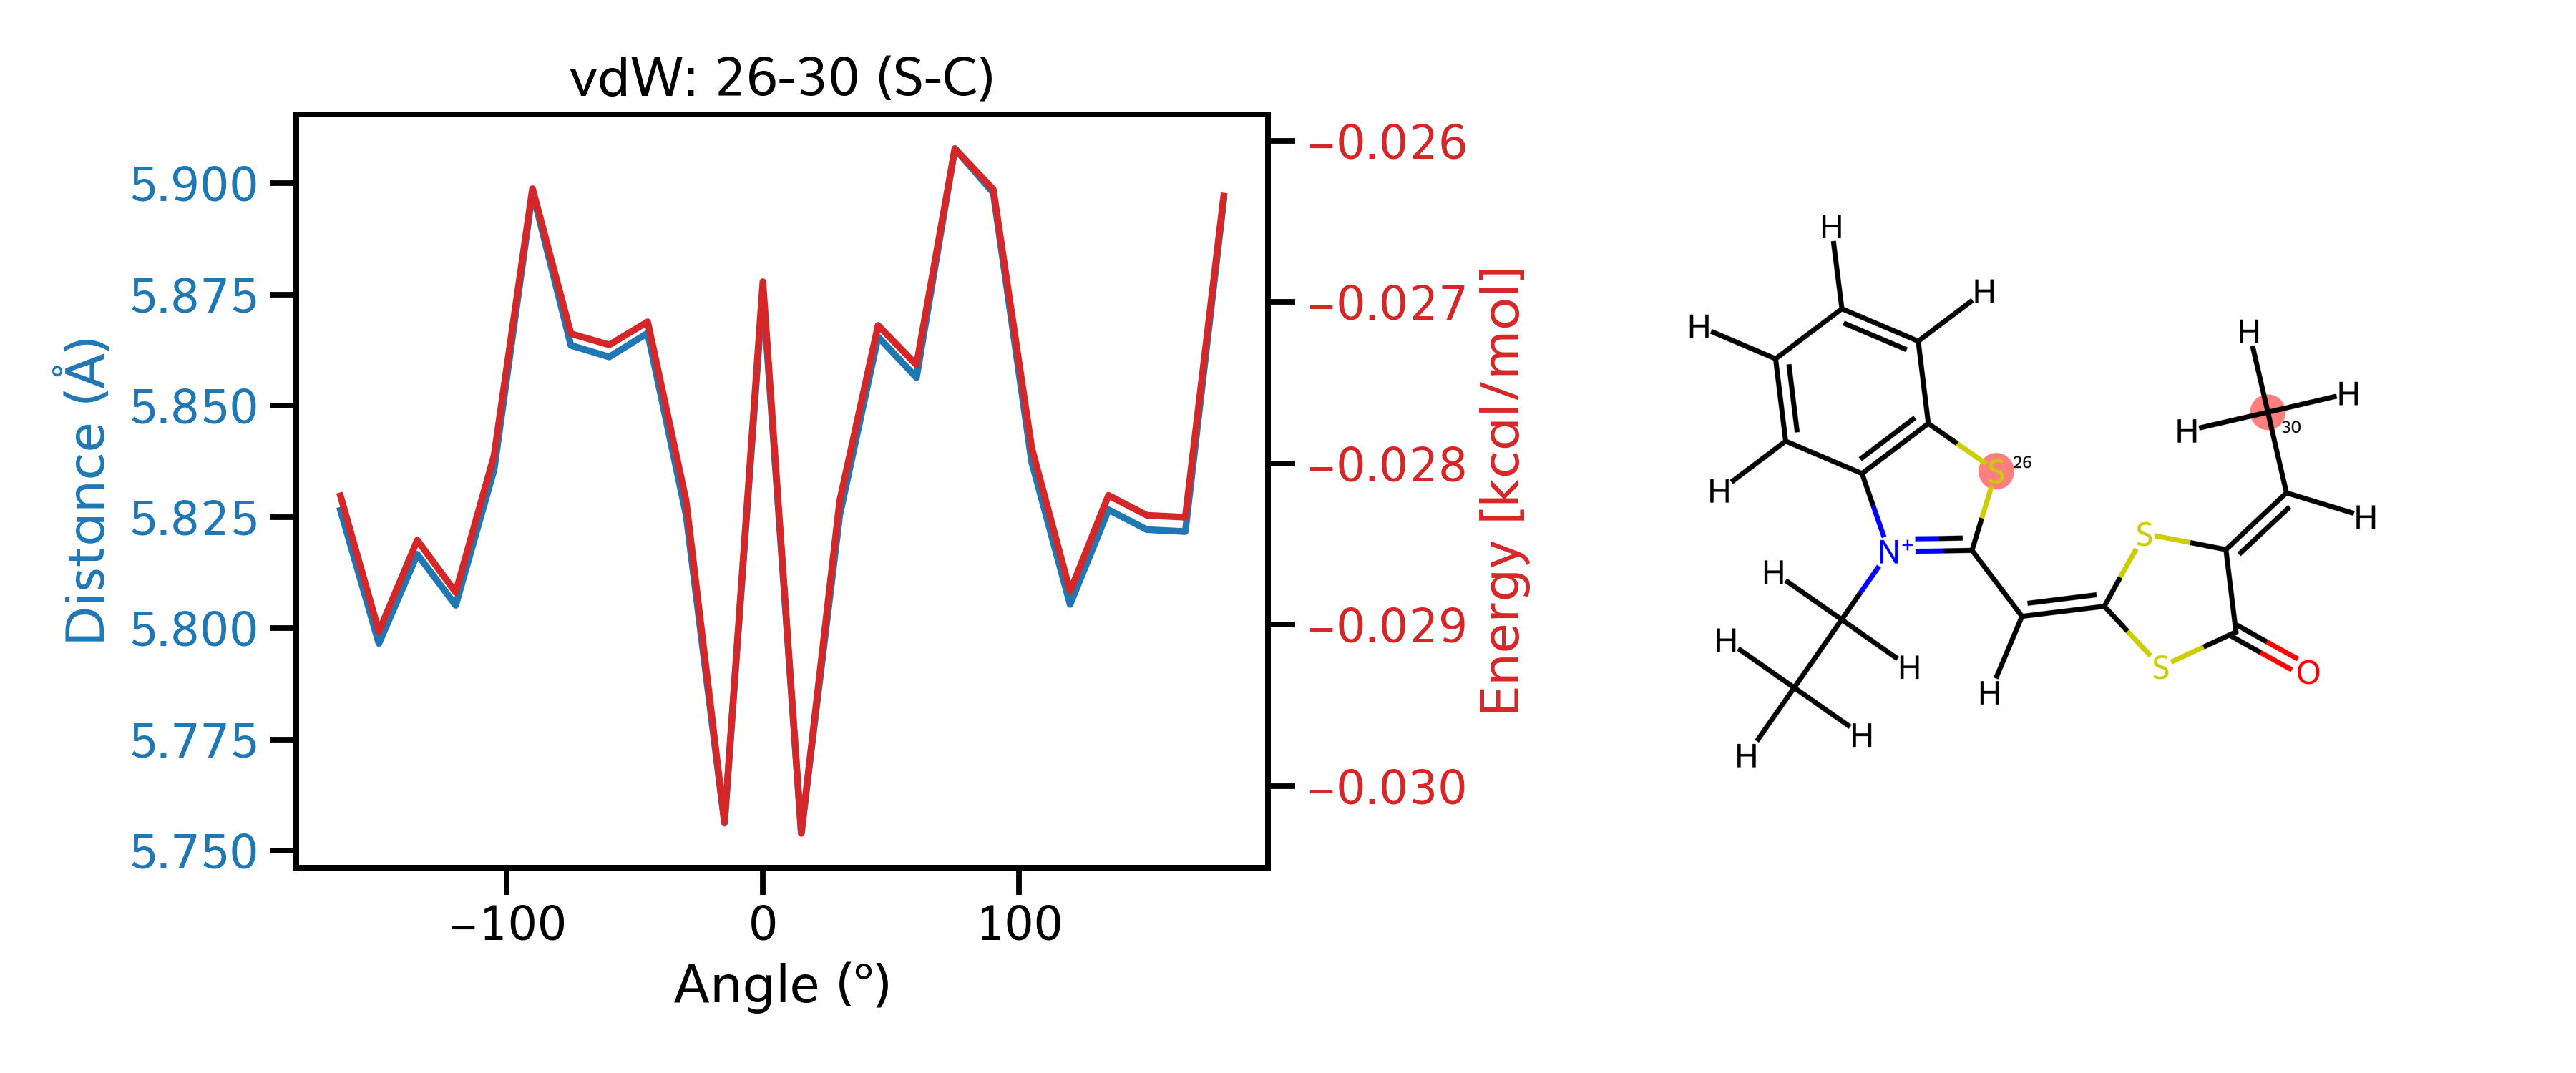 vdW: 26-30 (S-C)
5.900
5.875
5.850
5.825
5.800
5.775
5.750
Distance (Å)
−0.026
−0.027
−0.028
−0.029
−0.030
Energy [kcal/mol]
−100
0
100
Angle (°)
H
H
H
H
H
H
H
30
S
26
H
H
S
N+
H
H
H
S
O
H
H
H